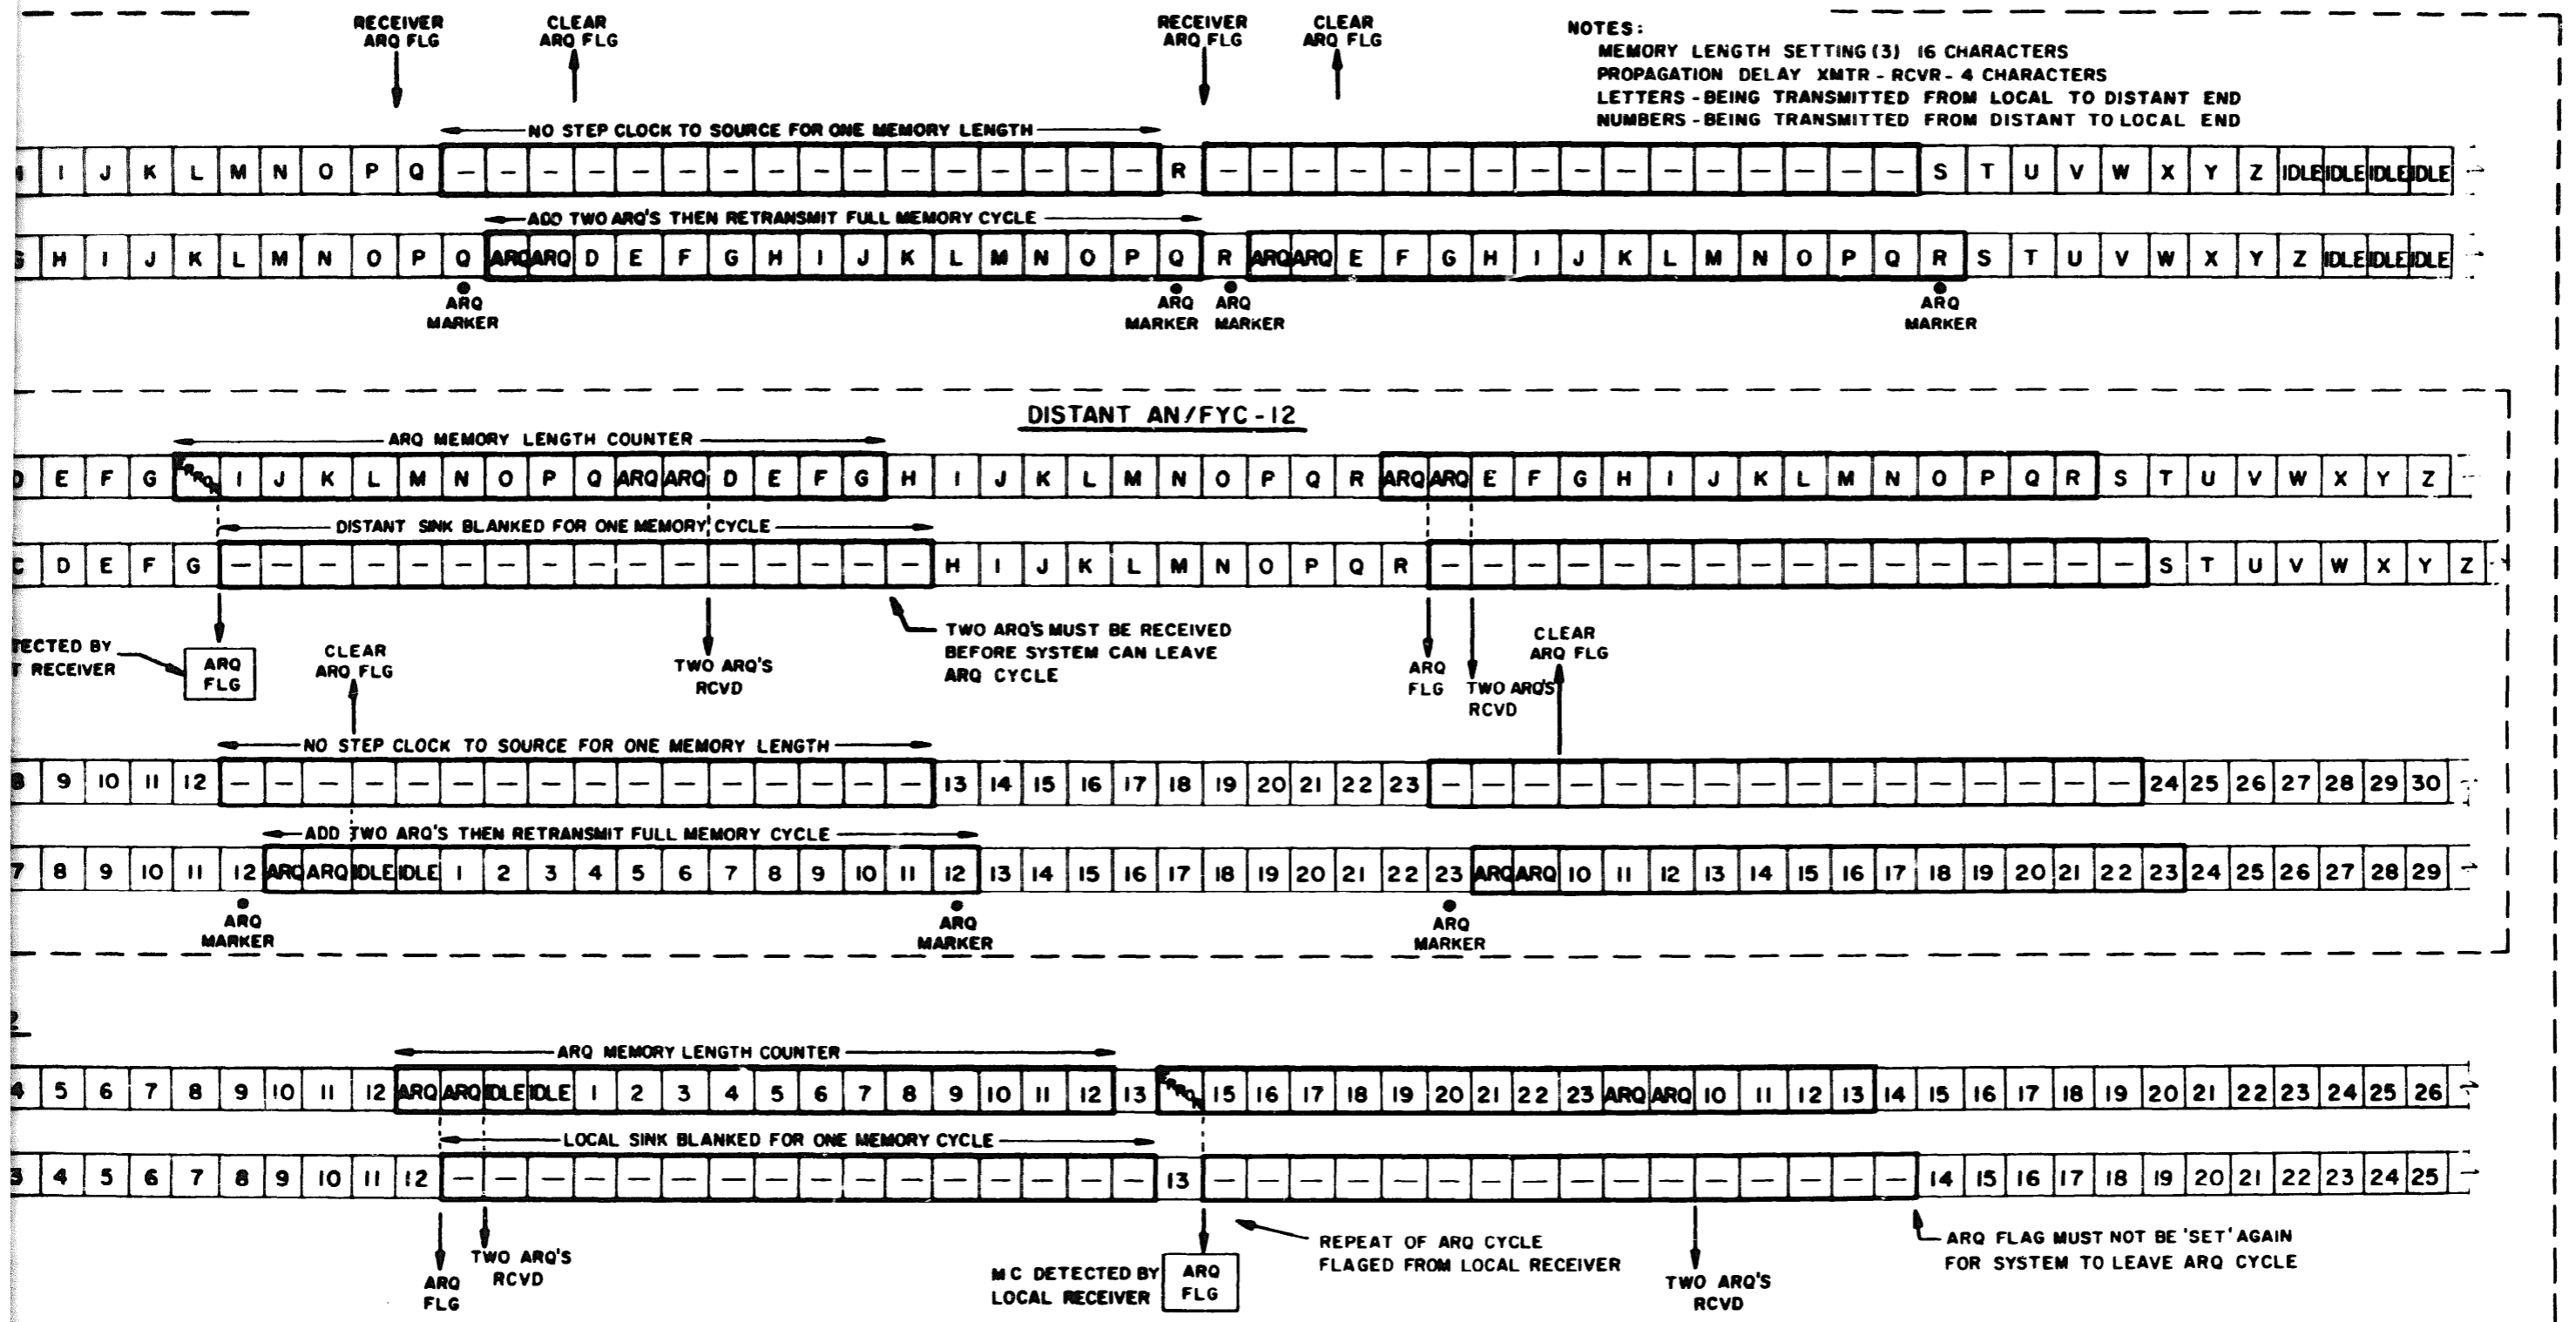 RECEIVER ARQ FLG
CLEAR ARQ FLG
RECEIVER ARQ FLG
CLEAR ARQ FLG
NOTES:
MEMORY LENGTH SETTING (3) 16 CHARACTERS
PROPAGATION DELAY XMTR - RCVR - 4 CHARACTERS
LETTERS - BEING TRANSMITTED FROM LOCAL TO DISTANT END
NUMBERS - BEING TRANSMITTED FROM DISTANT TO LOCAL END
NO STEP CLOCK TO SOURCE FOR ONE MEMORY LENGTH
I J K L M N O P Q — — — — — — — — — — — — — — — — R — — — — — — — — — — — — — — — — S T U V W X Y Z IDLE IDLE IDLE IDLE
ADD TWO ARQ'S THEN RETRANSMIT FULL MEMORY CYCLE
G H I J K L M N O P Q ARQ ARQ D E F G H I J K L M N O P Q R ARQ ARQ E F G H I J K L M N O P Q R S T U V W X Y Z IDLE IDLE IDLE
ARQ MARKER
ARQ MARKER
ARQ MARKER
ARQ MARKER
DISTANT AN/FYC-12
ARQ MEMORY LENGTH COUNTER
D E F G ERROR I J K L M N O P Q ARQ ARQ D E F G H I J K L M N O P Q R ARQ ARQ E F G H I J K L M N O P Q R S T U V W X Y Z
DISTANT SINK BLANKED FOR ONE MEMORY CYCLE
C D E F G — — — — — — — — — — — — — — — — H I J K L M N O P Q R — — — — — — — — — — — — — — — — S T U V W X Y Z
TECTED BY
T RECEIVER
ARQ FLG
CLEAR ARQ FLG
TWO ARQ'S RCVD
TWO ARQ'S MUST BE RECEIVED
BEFORE SYSTEM CAN LEAVE
ARQ CYCLE
ARQ FLG
TWO ARQ'S RCVD
CLEAR ARQ FLG
NO STEP CLOCK TO SOURCE FOR ONE MEMORY LENGTH
8 9 10 11 12 — — — — — — — — — — — — — — — — 13 14 15 16 17 18 19 20 21 22 23 — — — — — — — — — — — — — — — — 24 25 26 27 28 29 30
ADD TWO ARQ'S THEN RETRANSMIT FULL MEMORY CYCLE
7 8 9 10 11 12 ARQ ARQ IDLE IDLE 1 2 3 4 5 6 7 8 9 10 11 12 13 14 15 16 17 18 19 20 21 22 23 ARQ ARQ 10 11 12 13 14 15 16 17 18 19 20 21 22 23 24 25 26 27 28 29
ARQ MARKER
ARQ MARKER
ARQ MARKER
2
ARQ MEMORY LENGTH COUNTER
4 5 6 7 8 9 10 11 12 ARQ ARQ IDLE IDLE 1 2 3 4 5 6 7 8 9 10 11 12 13 ERROR 15 16 17 18 19 20 21 22 23 ARQ ARQ 10 11 12 13 14 15 16 17 18 19 20 21 22 23 24 25 26
LOCAL SINK BLANKED FOR ONE MEMORY CYCLE
3 4 5 6 7 8 9 10 11 12 — — — — — — — — — — — — — — — — 13 — — — — — — — — — — — — — — — — 14 15 16 17 18 19 20 21 22 23 24 25
ARQ FLG
TWO ARQ'S RCVD
MC DETECTED BY
LOCAL RECEIVER
ARQ FLG
REPEAT OF ARQ CYCLE
FLAGED FROM LOCAL RECEIVER
TWO ARQ'S RCVD
ARQ FLAG MUST NOT BE 'SET' AGAIN
FOR SYSTEM TO LEAVE ARQ CYCLE